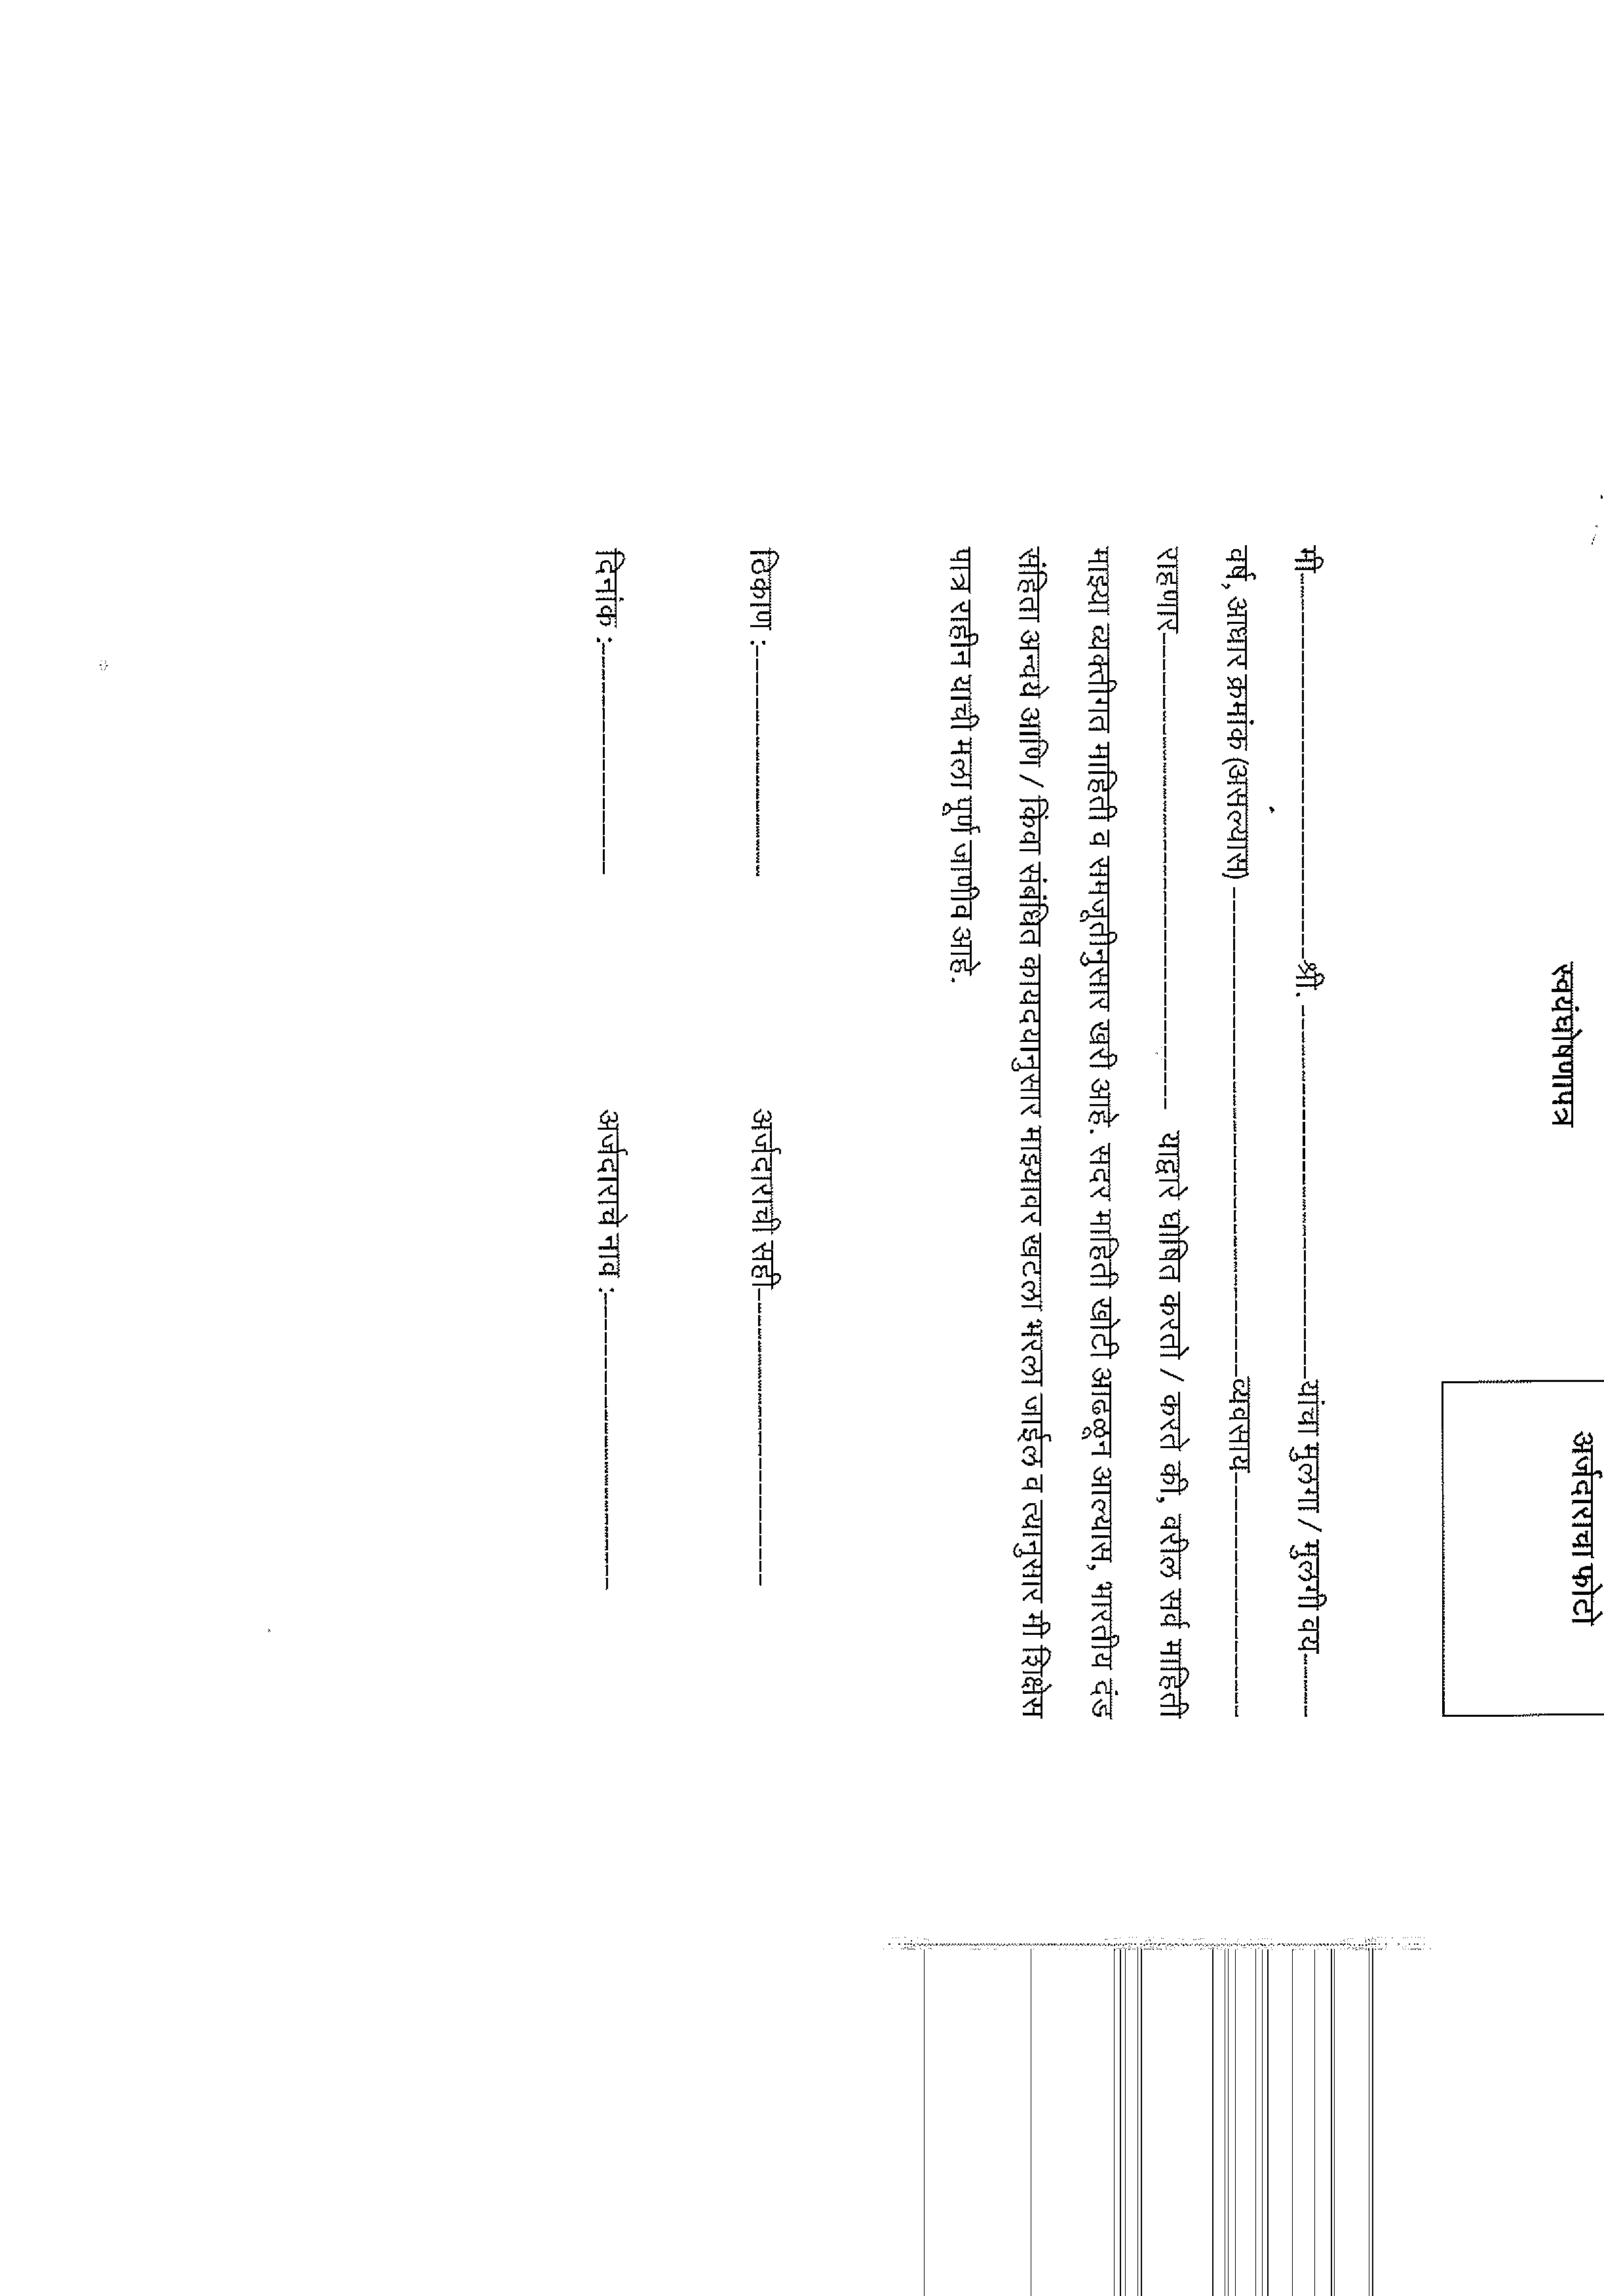 अर्जदाराचा फोटो
स्वयंघोषणापत्र
मी------------------------------श्री. ------------------------------यांचा मुलगा / मुलगी वय------
वर्ष, आधार क्रमांक (असल्यास) ------------------------------व्यवसाय--------------------
राहणार------------------------------ याद्वारे घोषित करतो / करते की, वरील सर्व माहिती
माझ्या व्यक्तीगत माहिती व समजूतीनुसार खरी आहे. सदर माहिती खोटी आढळून आल्यास, भारतीय दंड
संहिता अन्वये आणि / किंवा संबंधित कायदयानुसार माझ्यावर खटला भरला जाईल व त्यानुसार मी शिक्षेस
पात्र राहीन याची मला पूर्ण जाणीव आहे.
ठिकाण :-------------------- अर्जदाराची सही--------------------
दिनांक :-------------------- अर्जदाराचे नाव :--------------------